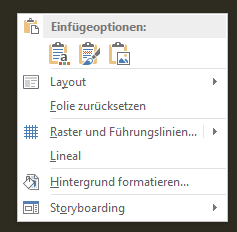 Einfügeoptionen:
a
Layout
Folie zurücksetzen
Raster und Führungslinien...
Lineal
Hintergrund formatieren...
Storyboarding